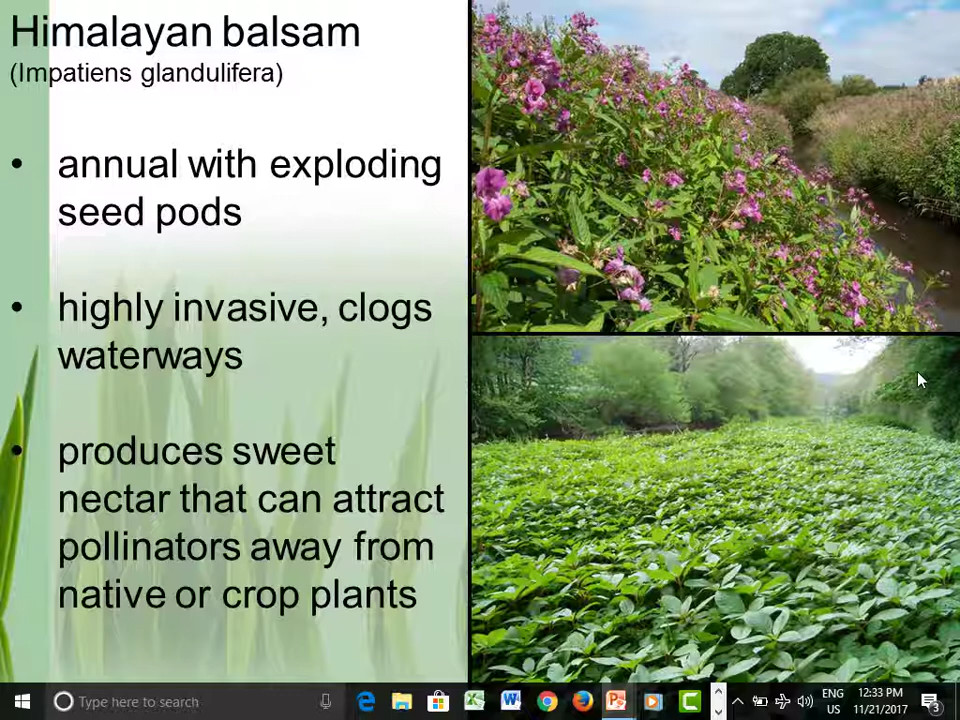 Himalayan balsam
(Impatiens glandulifera)
• annual with exploding
seed pods
• highly invasive, clogs
waterways
• produces sweet
nectar that can attract
pollinators away from
native or crop plants
Type here to search
ENG
US
12:33 PM
11/21/2017
3